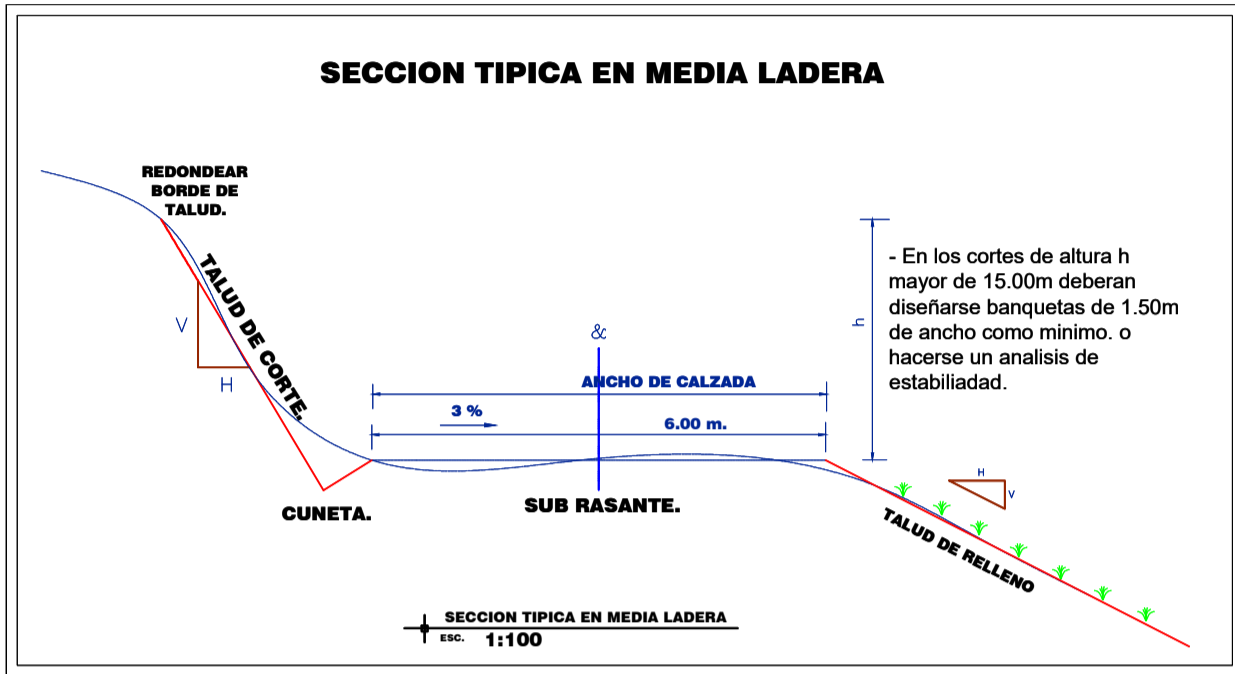 SECCION TIPICA EN MEDIA LADERA
REDONDEAR
BORDE DE
TALUD.
TALUD DE CORTE.
V
H
&
ANCHO DE CALZADA
3 %
6.00 m.
h
- En los cortes de altura h
mayor de 15.00m deberan
diseñarse banquetas de 1.50m
de ancho como minimo. o
hacerse un analisis de
estabiliadad.
CUNETA.
SUB RASANTE.
H
V
TALUD DE RELLENO
SECCION TIPICA EN MEDIA LADERA
ESC. 1:100